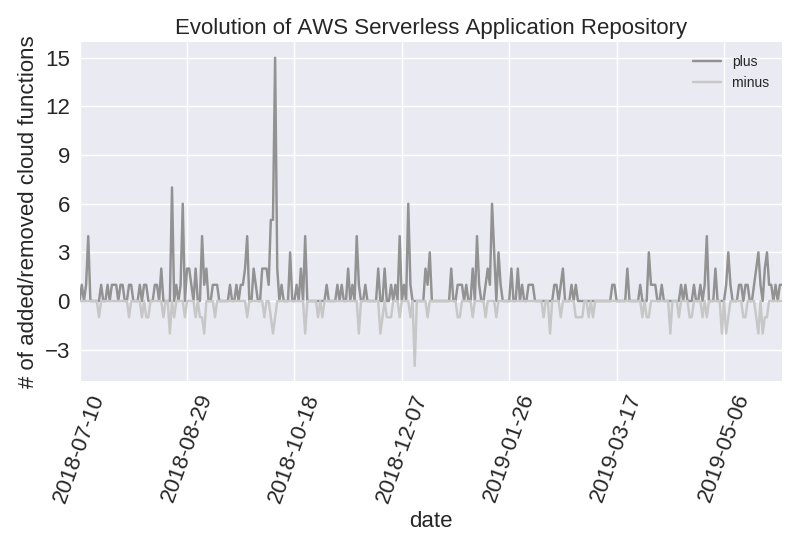 Evolution of AWS Serverless Application Repository
# of added/removed cloud functions
15
12
9
6
3
0
−3
plus
minus
2018-07-10
2018-08-29
2018-10-18
2018-12-07
2019-01-26
2019-03-17
2019-05-06
date